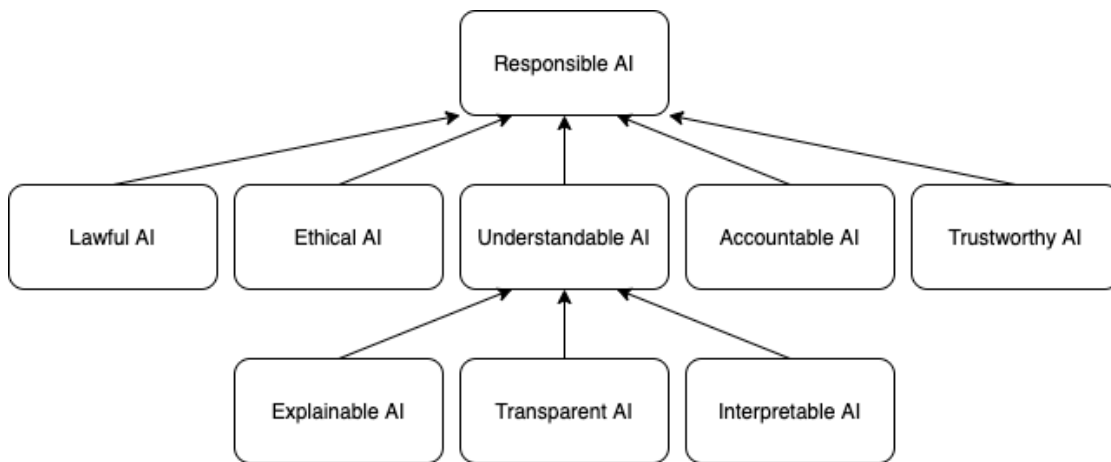 Responsible AI
Lawful AI
Ethical AI
Understandable AI
Accountable AI
Trustworthy AI
Explainable AI
Transparent AI
Interpretable AI